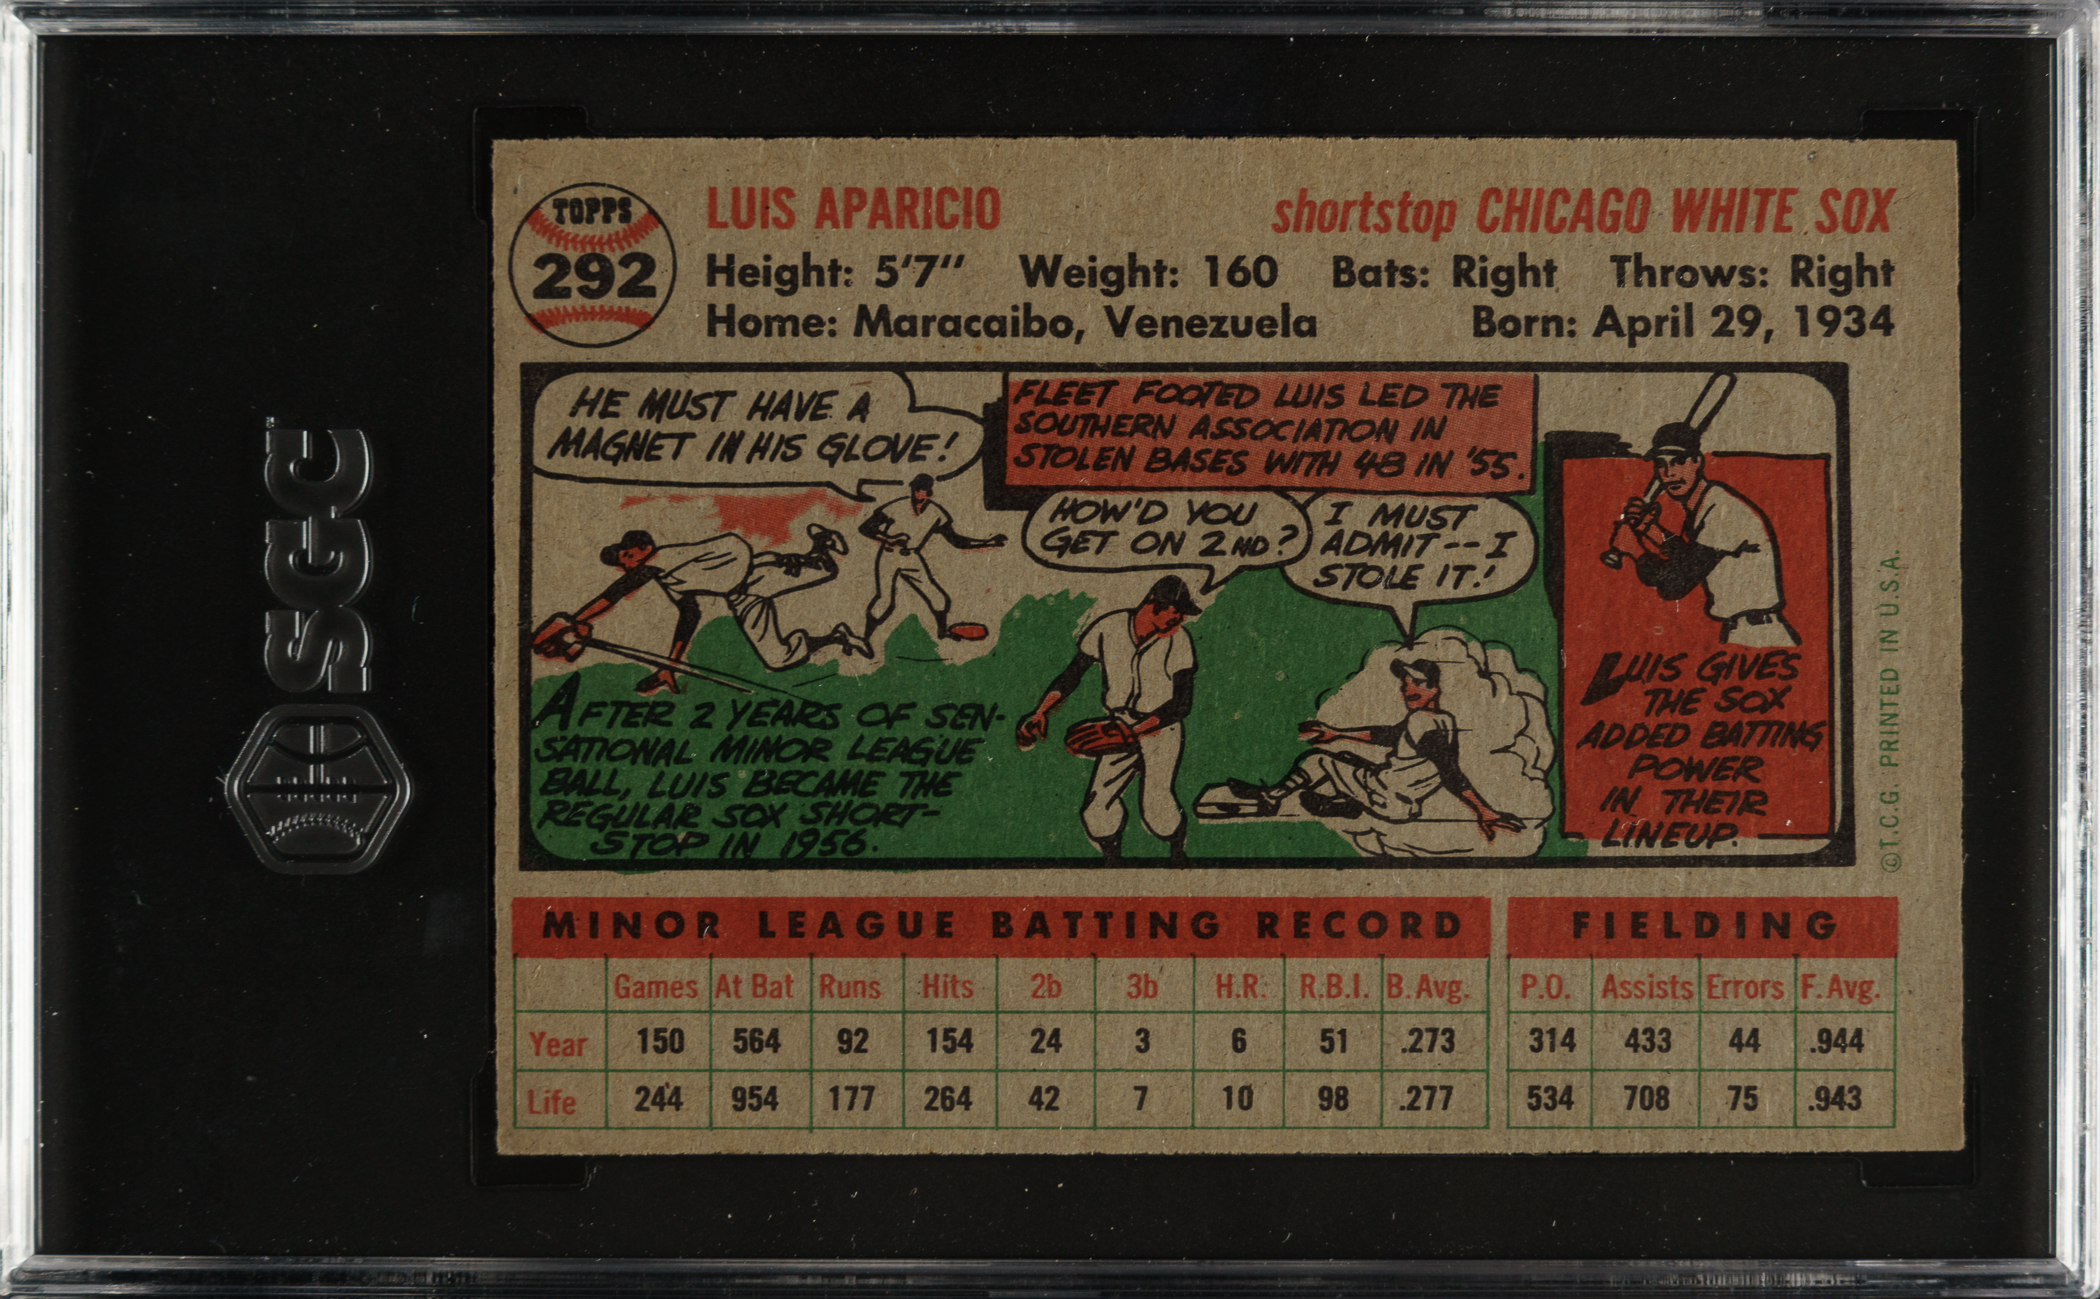 SGC
TOPPS
292
LUIS APARICIO shortstop CHICAGO WHITE SOX
Height: 5'7" Weight: 160 Bats: Right Throws: Right
Home: Maracaibo, Venezuela Born: April 29, 1934
HE MUST HAVE A
MAGNET IN HIS GLOVE!
FLEET FOOTED LUIS LED THE
SOUTHERN ASSOCIATION IN
STOLEN BASES WITH 48 IN '55.
HOW'D YOU
GET ON 2ND?
I MUST
ADMIT--I
STOLE IT!
AFTER 2 YEARS OF SEN-
SATIONAL MINOR LEAGUE
BALL, LUIS BECAME THE
REGULAR SOX SHORT-
STOP IN 1956.
LUIS GIVES
THE SOX
ADDED BATTING
POWER
IN THEIR
LINEUP.
©T.C.G. PRINTED IN U.S.A.
MINOR LEAGUE BATTING RECORD FIELDING
Games At Bat Runs Hits 2b 3b H.R. R.B.I. B. Avg. P.O. Assists Errors F. Avg.
Year 150 564 92 154 24 3 6 51 .273 314 433 44 .944
Life 244 954 177 264 42 7 10 98 .277 534 708 75 .943